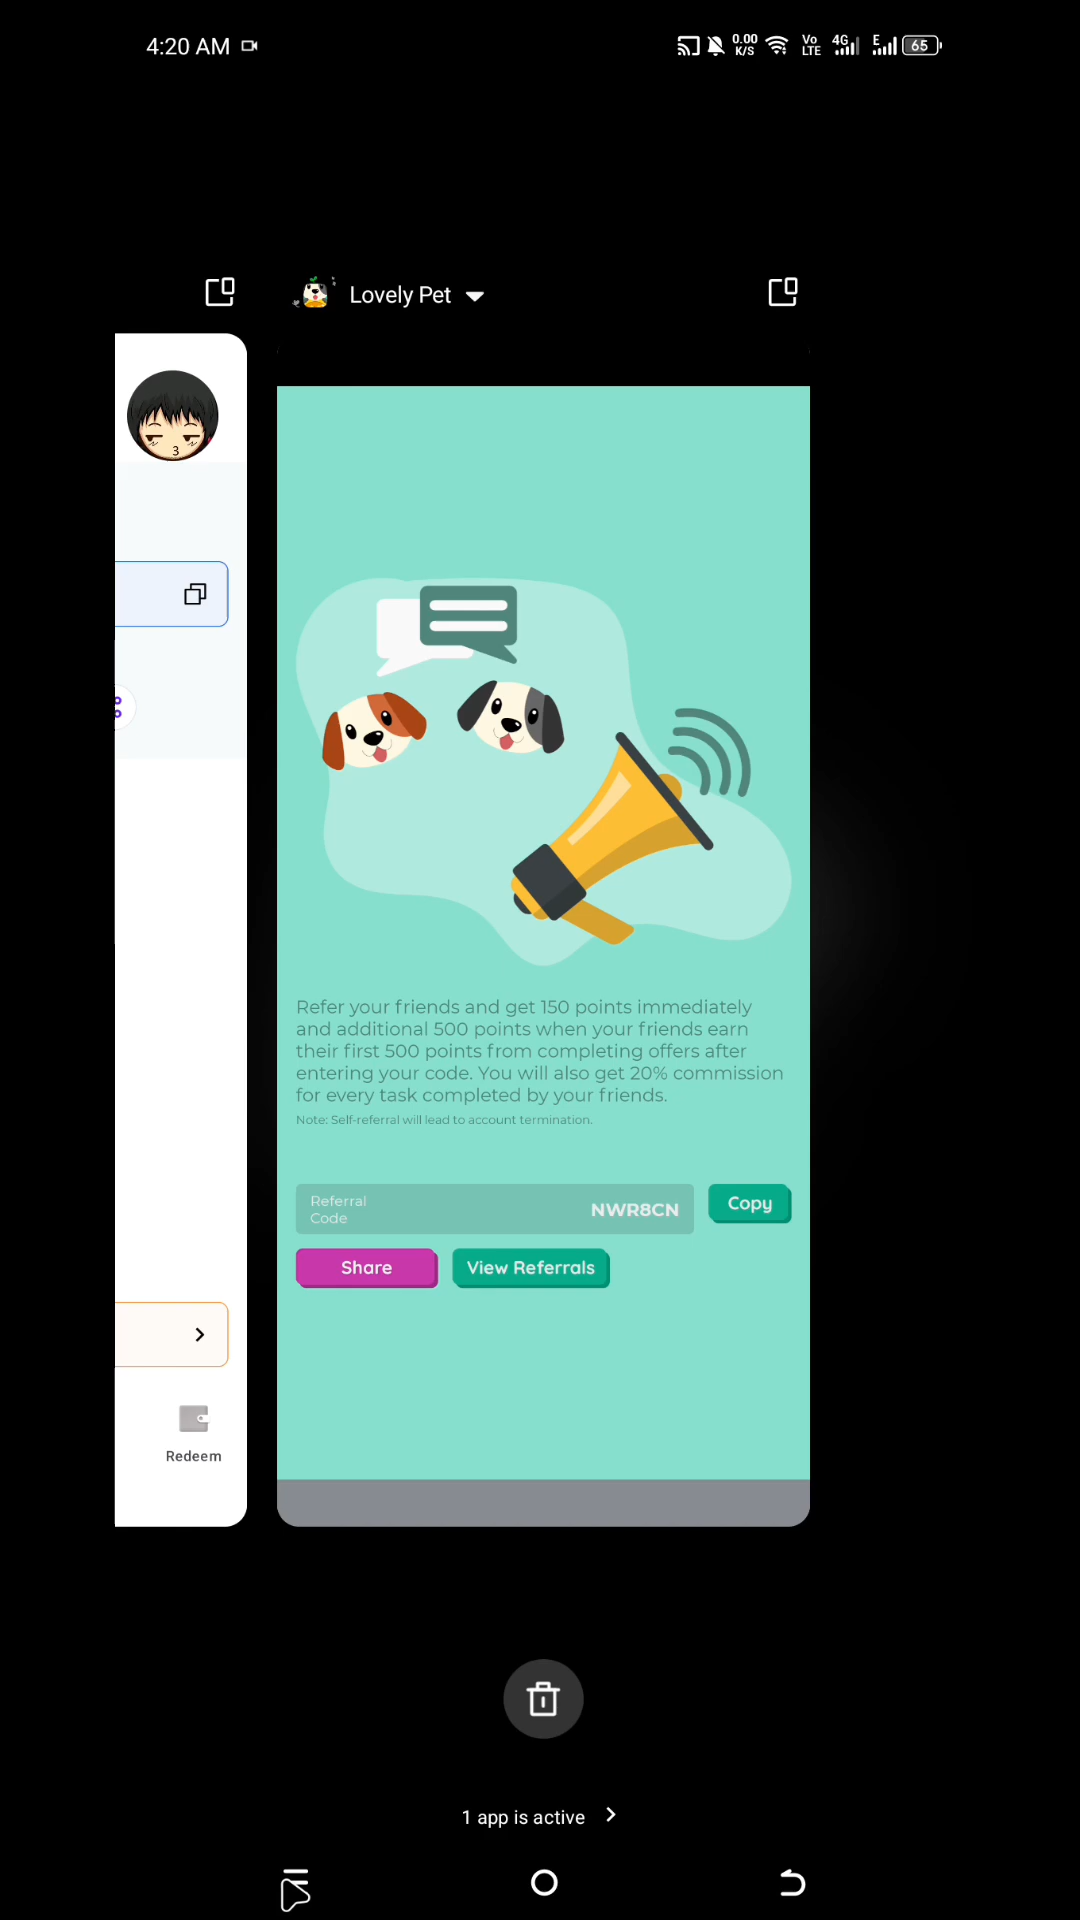 4:20 AM
0.00
K/S
Vo
LTE
4G
E
65
Lovely Pet
3
Refer your friends and get 150 points immediately
and additional 500 points when your friends earn
their first 500 points from completing offers after
entering your code. You will also get 20% commission
for every task completed by your friends.
Note: Self-referral will lead to account termination.
Referral
Code
NWR8CN
Copy
Share
View Referrals
Redeem
1 app is active